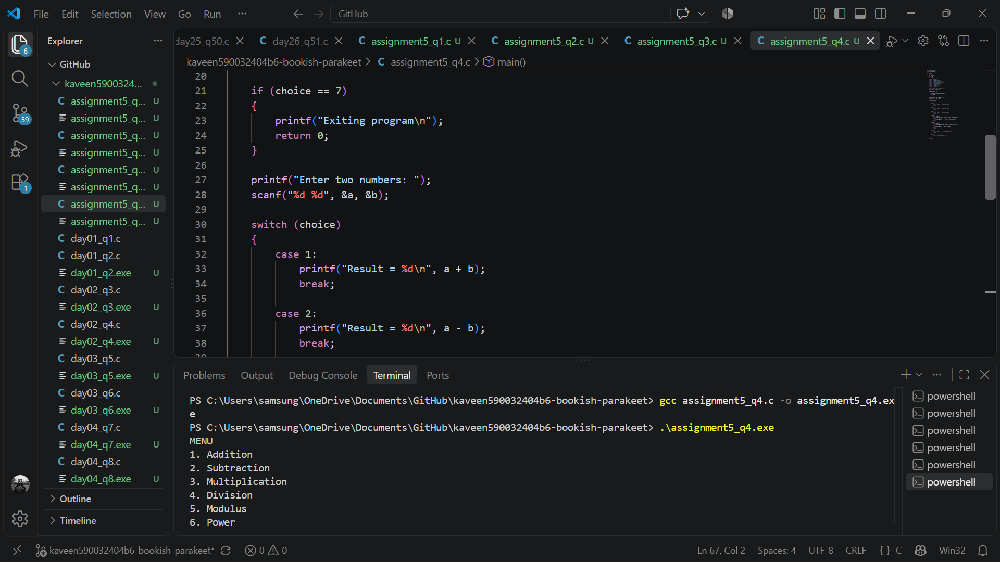 File Edit Selection View Go Run ··· GitHub
Explorer ···
6
59
1
GitHub
kaveen5900324...
C assignment5_q... U
assignment5_q... U
C assignment5_q... U
assignment5_q... U
C assignment5_q... U
assignment5_q... U
C assignment5_q... U
assignment5_q... U
C day01_q1.c
C day01_q2.c
day01_q2.exe U
C day02_q3.c
day02_q3.exe U
C day02_q4.c
day02_q4.exe U
C day03_q5.c
day03_q5.exe U
C day03_q6.c
day03_q6.exe U
C day04_q7.c
day04_q7.exe U
C day04_q8.c
day04_q8.exe U
Outline
Timeline
day25_q50.c C day26_q51.c C assignment5_q1.c U C assignment5_q2.c U C assignment5_q3.c U C assignment5_q4.c U
kaveen590032404b6-bookish-parakeet > C assignment5_q4.c > main()
20
21 if (choice == 7)
22 {
23 printf("Exiting program\n");
24 return 0;
25 }
26
27 printf("Enter two numbers: ");
28 scanf("%d %d", &a, &b);
29
30 switch (choice)
31 {
32 case 1:
33 printf("Result = %d\n", a + b);
34 break;
35
36 case 2:
37 printf("Result = %d\n", a - b);
38 break;
39
Problems Output Debug Console Terminal Ports
PS C:\Users\samsung\OneDrive\Documents\GitHub\kaveen590032404b6-bookish-parakeet> gcc assignment5_q4.c -o assignment5_q4.ex
e
PS C:\Users\samsung\OneDrive\Documents\GitHub\kaveen590032404b6-bookish-parakeet> .\assignment5_q4.exe
MENU
1. Addition
2. Subtraction
3. Multiplication
4. Division
5. Modulus
6. Power
powershell
powershell
powershell
powershell
powershell
powershell
kaveen590032404b6-bookish-parakeet* 0 0 Ln 67, Col 2 Spaces: 4 UTF-8 CRLF {} C Win32